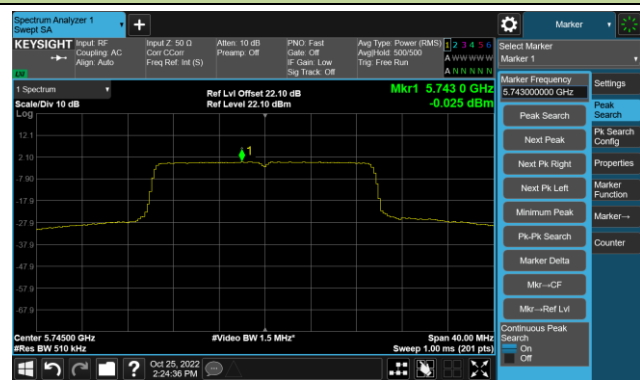 Spectrum Analyzer 1
Swept SA
+
Marker
KEYSIGHT
Input: RF
Coupling: AC
Align: Auto
Input Z: 50 Ω
Corr CCorr
Freq Ref: Int (S)
Atten: 10 dB
Preamp: Off
PNO: Fast
Gate: Off
IF Gain: Low
Sig Track: Off
Avg Type: Power (RMS)
Avg|Hold: 500/500
Trig: Free Run
1 2 3 4 5 6
A W W W W W
A N N N N N
Select Marker
Marker 1
1 Spectrum
Scale/Div 10 dB
Log
Ref Lvl Offset 22.10 dB
Ref Level 22.10 dBm
Mkr1 5.743 0 GHz
-0.025 dBm
12.1
2.10
-7.90
-17.9
-27.9
-37.9
-47.9
-57.9
-67.9
1
Center 5.74500 GHz
#Res BW 510 kHz
#Video BW 1.5 MHz*
Span 40.00 MHz
Sweep 1.00 ms (201 pts)
Marker Frequency
5.743000000 GHz
Peak Search
Next Peak
Next Pk Right
Next Pk Left
Minimum Peak
Pk-Pk Search
Marker Delta
Mkr→CF
Mkr→Ref Lvl
Continuous Peak
Search
On
Off
Settings
Peak
Search
Pk Search
Config
Properties
Marker
Function
Marker→
Counter
?
Oct 25, 2022
2:24:36 PM